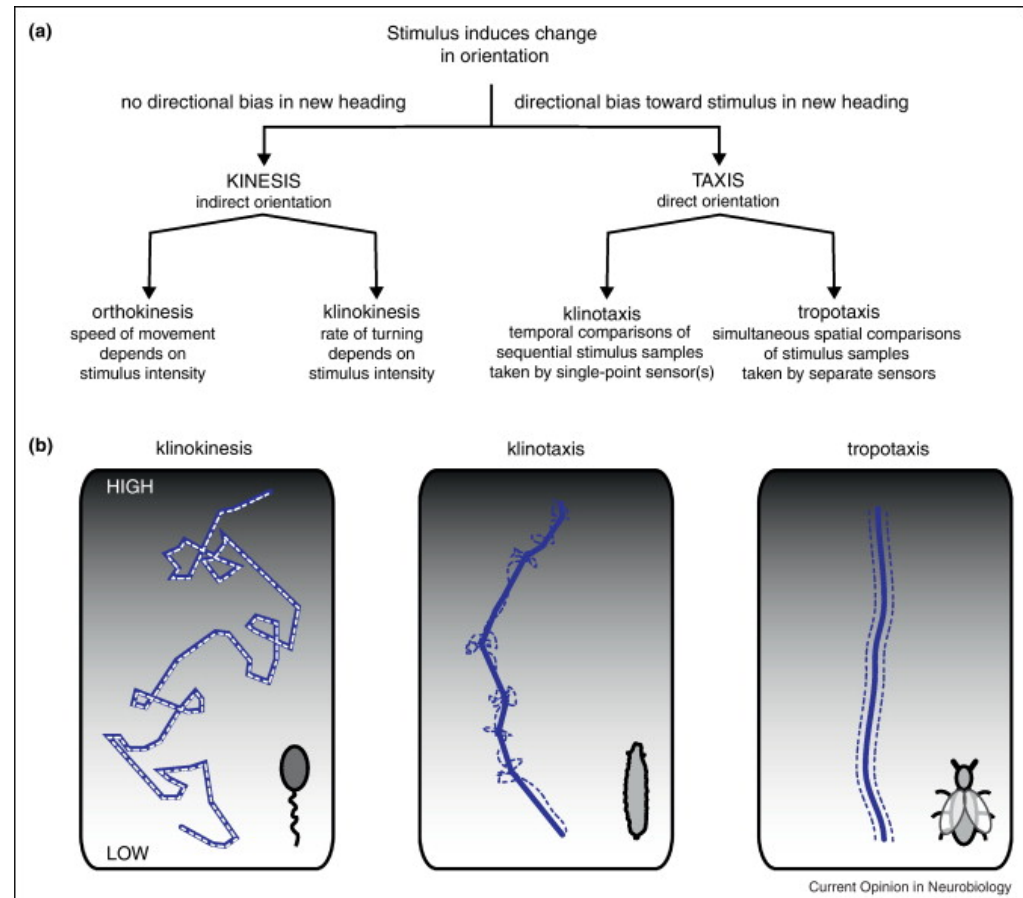 (a)
Stimulus induces change
in orientation
no directional bias in new heading
directional bias toward stimulus in new heading
KINESIS
indirect orientation
TAXIS
direct orientation
orthokinesis
speed of movement
depends on
stimulus intensity
klinokinesis
rate of turning
depends on
stimulus intensity
klinotaxis
temporal comparisons of
sequential stimulus samples
taken by single-point sensor(s)
tropotaxis
simultaneous spatial comparisons
of stimulus samples
taken by separate sensors
(b)
klinokinesis
klinotaxis
tropotaxis
HIGH
LOW
Current Opinion in Neurobiology